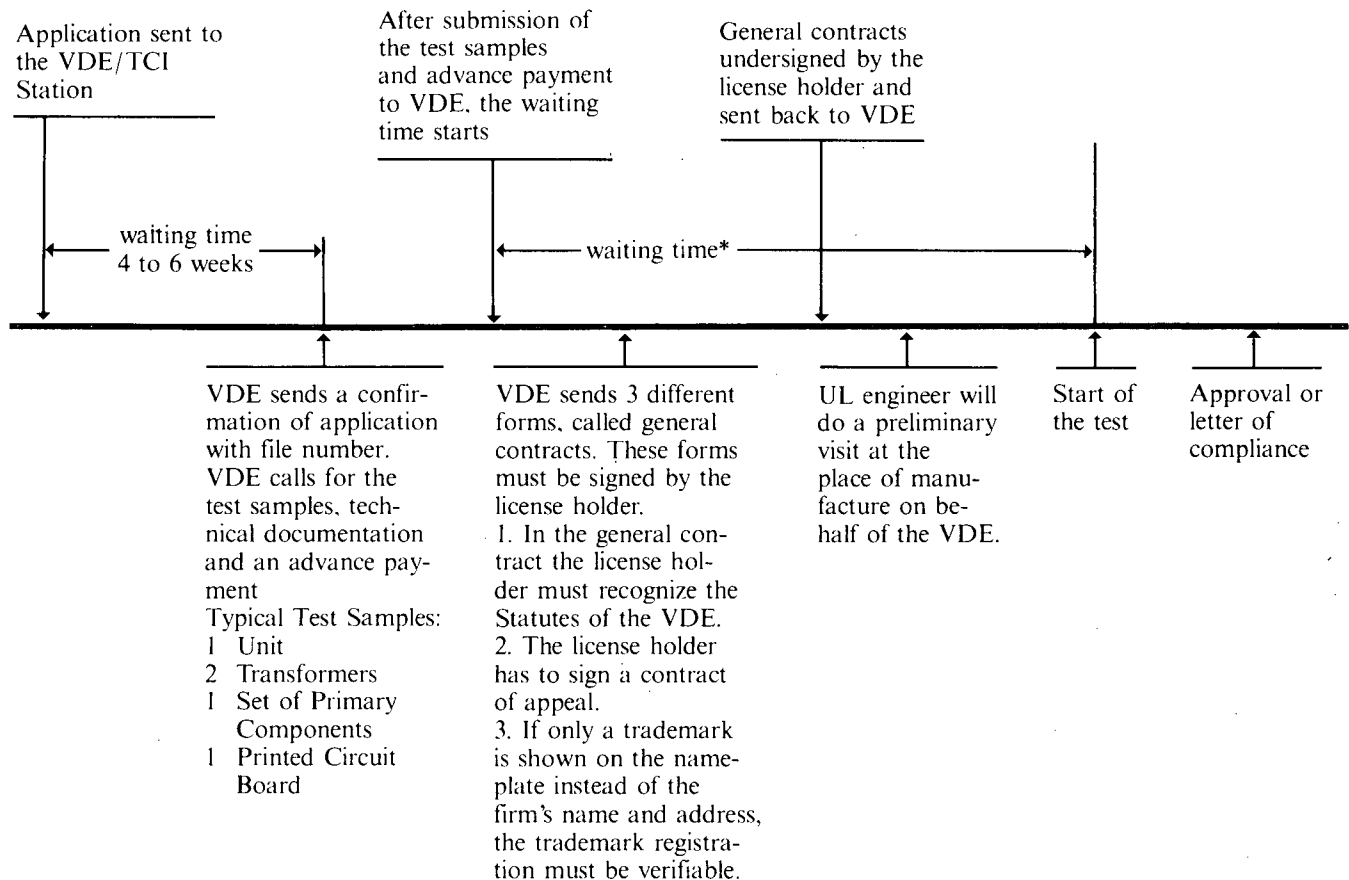 Application sent to
the VDE/TCI
Station
After submission of
the test samples
and advance payment
to VDE, the waiting
time starts
General contracts
undersigned by the
license holder and
sent back to VDE
waiting time
4 to 6 weeks
waiting time*
VDE sends a confir-
mation of application
with file number.
VDE calls for the
test samples, tech-
nical documentation
and an advance pay-
ment
Typical Test Samples:
1 Unit
2 Transformers
1 Set of Primary
Components
1 Printed Circuit
Board
VDE sends 3 different
forms, called general
contracts. These forms
must be signed by the
license holder.
1. In the general con-
tract the license hol-
der must recognize the
Statutes of the VDE.
2. The license holder
has to sign a contract
of appeal.
3. If only a trademark
is shown on the name-
plate instead of the
firm's name and address,
the trademark registra-
tion must be verifiable.
UL engineer will
do a preliminary
visit at the
place of manu-
facture on be-
half of the VDE.
Start of
the test
Approval or
letter of
compliance